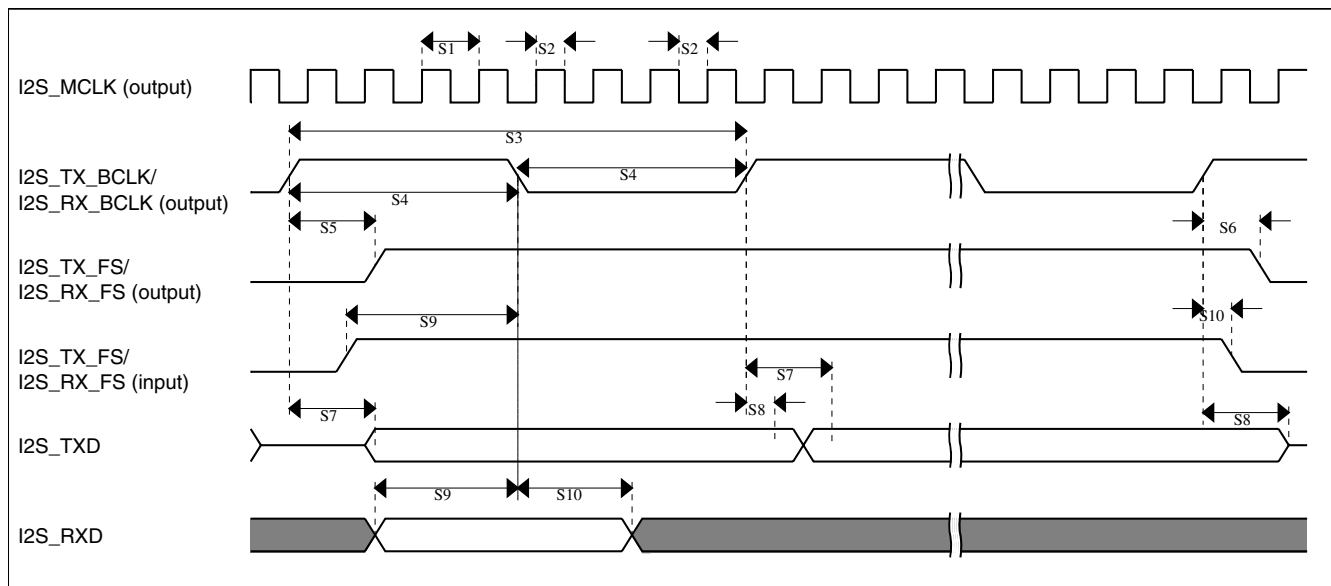 S1 S2 S2
I2S_MCLK (output)
S3
I2S_TX_BCLK/
I2S_RX_BCLK (output)
S4
S4
S5
S6
I2S_TX_FS/
I2S_RX_FS (output)
S9
S10
I2S_TX_FS/
I2S_RX_FS (input)
S7
S7
S8
S8
I2S_TXD
S9
S10
I2S_RXD